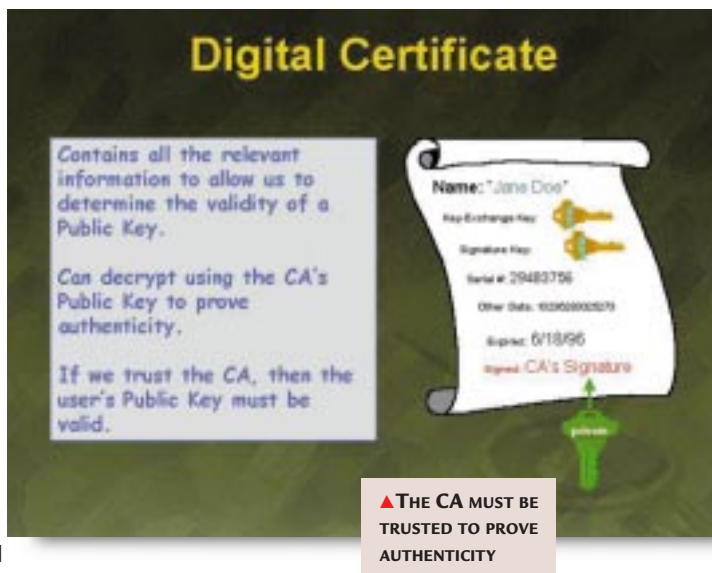 Digital Certificate
Contains all the relevant
information to allow us to
determine the validity of a
Public Key.
Can decrypt using the CA's
Public Key to prove
authenticity.
If we trust the CA, then the
user's Public Key must be
valid.
Name: "Jane Doe"
Key-Exchange Key:
Signature Key:
Serial #: 29483756
Other Data:
Expires: 6/18/96
Signed: CA's Signature
private
▲THE CA MUST BE
TRUSTED TO PROVE
AUTHENTICITY